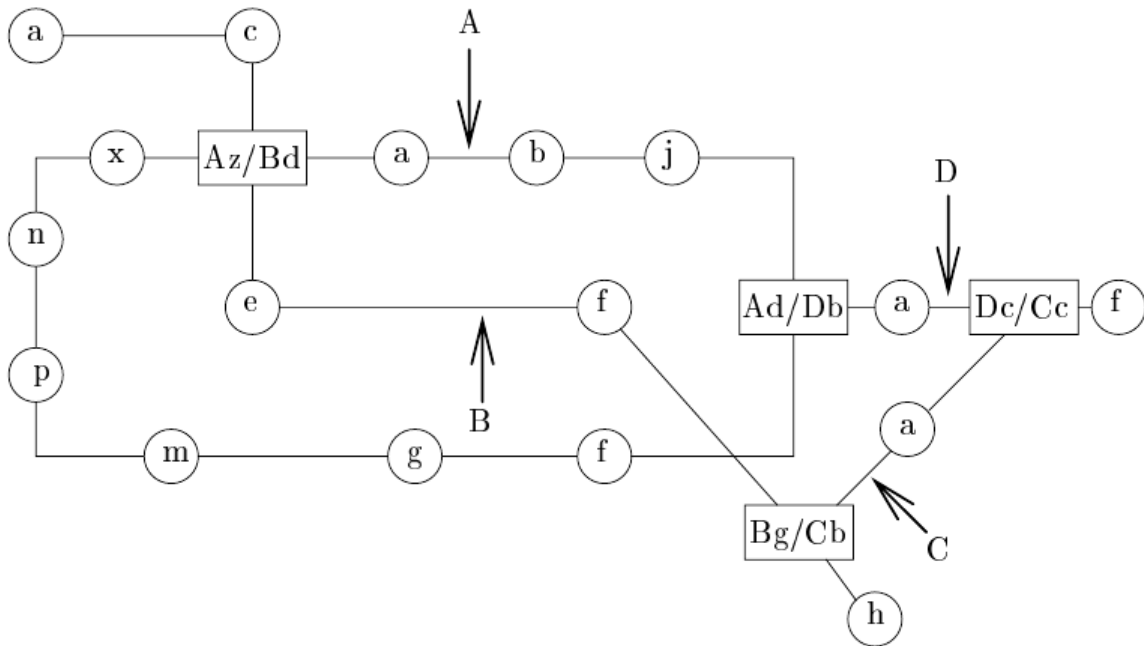 a c A
x Az/Bd a b j
D
n
e f Ad/Db a Dc/Cc f
p
B
m g f a
Bg/Cb
C
h